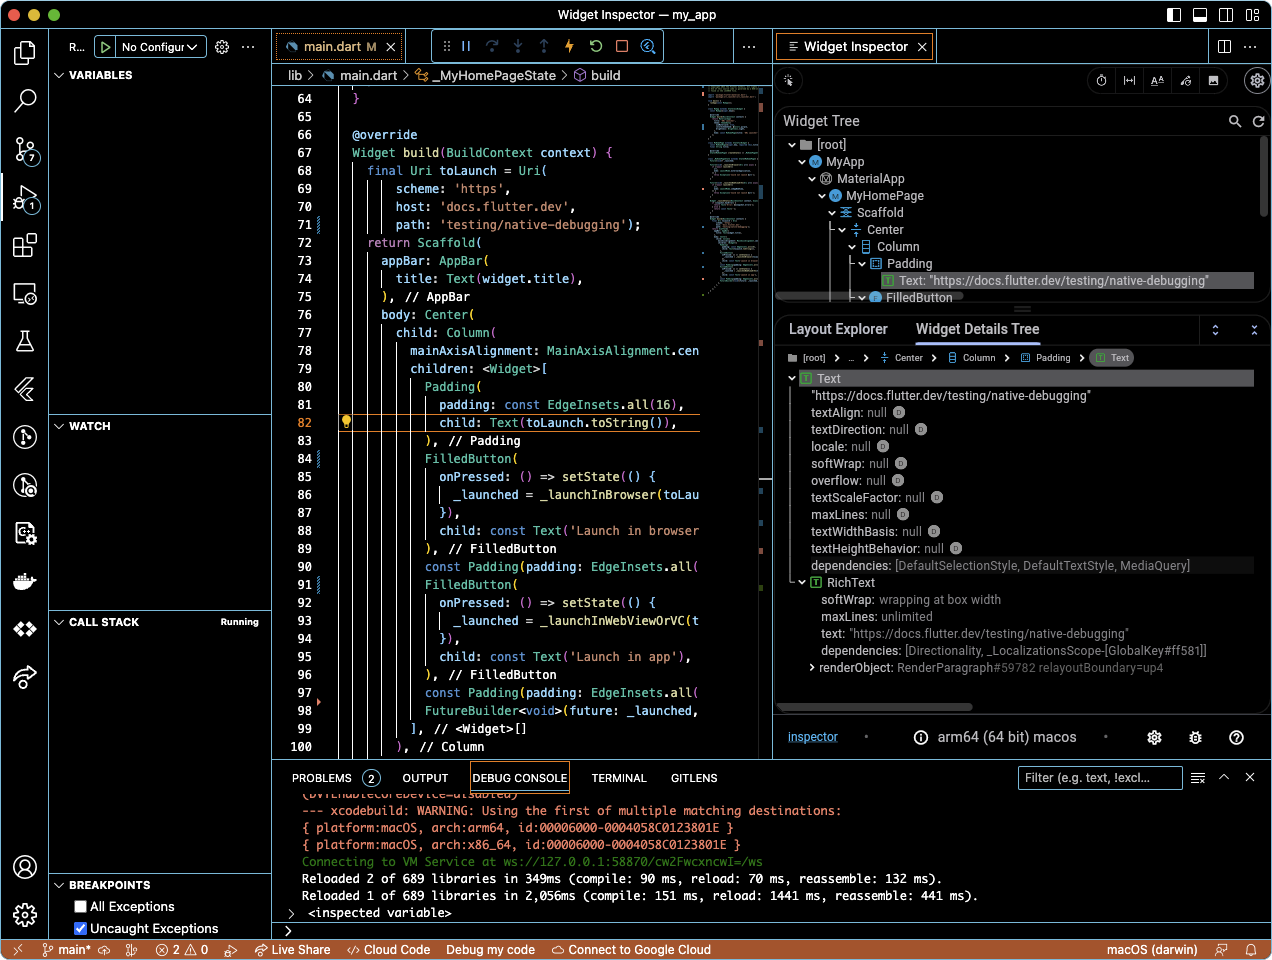 Widget Inspector — my_app
R...
No Configur
main.dart M
Widget Inspector
VARIABLES
WATCH
CALL STACK
Running
BREAKPOINTS
All Exceptions
Uncaught Exceptions
7
1
lib > main.dart > _MyHomePageState > build
64 }
65
66 @override
67 Widget build(BuildContext context) {
68 final Uri toLaunch = Uri(
69 scheme: 'https',
70 host: 'docs.flutter.dev',
71 path: 'testing/native-debugging');
72 return Scaffold(
73 appBar: AppBar(
74 title: Text(widget.title),
75 ), // AppBar
76 body: Center(
77 child: Column(
78 mainAxisAlignment: MainAxisAlignment.cen
79 children: <Widget>[
80 Padding(
81 padding: const EdgeInsets.all(16),
82 child: Text(toLaunch.toString()),
83 ), // Padding
84 FilledButton(
85 onPressed: () => setState(() {
86 _launched = _launchInBrowser(toLau
87 }),
88 child: const Text('Launch in browser
89 ), // FilledButton
90 const Padding(padding: EdgeInsets.all(
91 FilledButton(
92 onPressed: () => setState(() {
93 _launched = _launchInWebViewOrVC(t
94 }),
95 child: const Text('Launch in app'),
96 ), // FilledButton
97 const Padding(padding: EdgeInsets.all(
98 FutureBuilder<void>(future: _launched,
99 ], // <Widget>[]
100 ), // Column
Widget Tree
[root]
MyApp
MaterialApp
MyHomePage
Scaffold
Center
Column
Padding
Text: "https://docs.flutter.dev/testing/native-debugging"
FilledButton
Layout Explorer
Widget Details Tree
[root] > ... > Center > Column > Padding > Text
Text
"https://docs.flutter.dev/testing/native-debugging"
textAlign: null D
textDirection: null D
locale: null D
softWrap: null D
overflow: null D
textScaleFactor: null D
maxLines: null D
textWidthBasis: null D
textHeightBehavior: null D
dependencies: [DefaultSelectionStyle, DefaultTextStyle, MediaQuery]
RichText
softWrap: wrapping at box width
maxLines: unlimited
text: "https://docs.flutter.dev/testing/native-debugging"
dependencies: [Directionality, _LocalizationsScope-[GlobalKey#ff581]]
renderObject: RenderParagraph#59782 relayoutBoundary=up4
inspector • arm64 (64 bit) macos •
PROBLEMS 2 OUTPUT DEBUG CONSOLE TERMINAL GITLENS
Filter (e.g. text, !excl...
(DVTEnableCoreDevice=disabled)
--- xcodebuild: WARNING: Using the first of multiple matching destinations:
{ platform:macOS, arch:arm64, id:00006000-0004058C0123801E }
{ platform:macOS, arch:x86_64, id:00006000-0004058C0123801E }
Connecting to VM Service at ws://127.0.0.1:58870/cw2FwcxncwI=/ws
Reloaded 2 of 689 libraries in 349ms (compile: 90 ms, reload: 70 ms, reassemble: 132 ms).
Reloaded 1 of 689 libraries in 2,056ms (compile: 151 ms, reload: 1441 ms, reassemble: 441 ms).
> <inspected variable>
>
main* 2 0 Live Share Cloud Code Debug my code Connect to Google Cloud macOS (darwin)